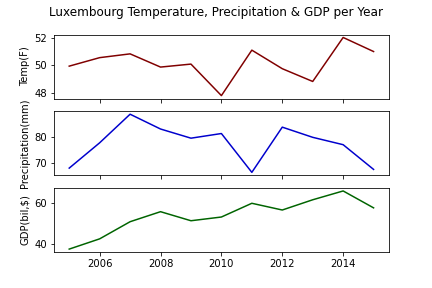 Luxembourg Temperature, Precipitation & GDP per Year
Temp(F)
52
50
48
Precipitation(mm)
80
70
GDP(bil,$)
60
40
2006 2008 2010 2012 2014